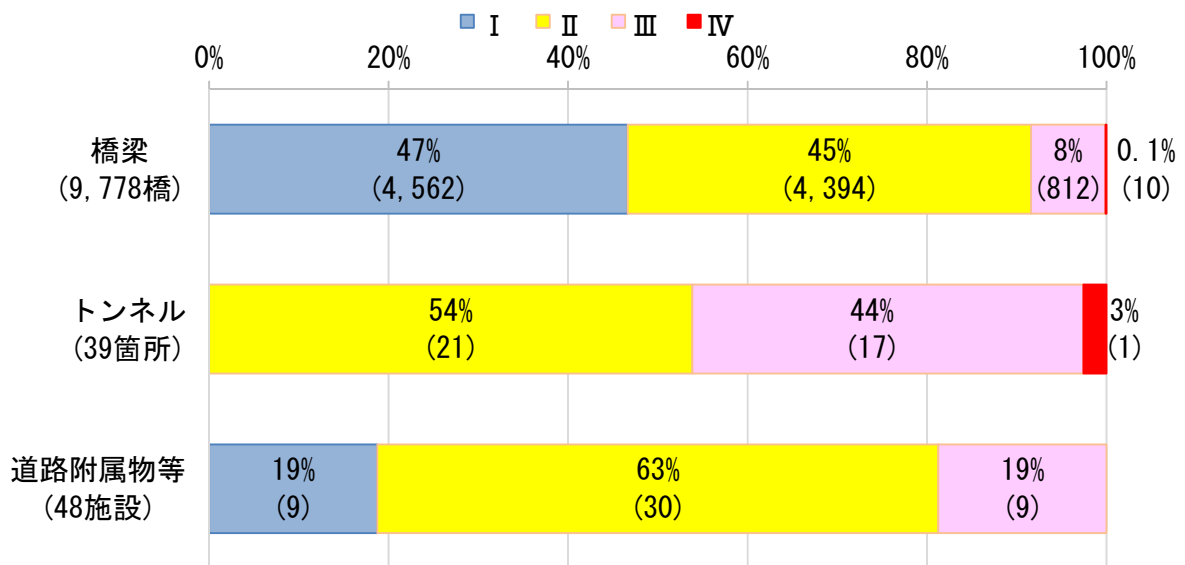 Ⅰ Ⅱ Ⅲ Ⅳ
0% 20% 40% 60% 80% 100%
橋梁
(9,778橋)
47% 45% 8% 0.1%
(4,562) (4,394) (812) (10)
トンネル
(39箇所)
54% 44% 3%
(21) (17) (1)
道路附属物等
(48施設)
19% 63% 19%
(9) (30) (9)